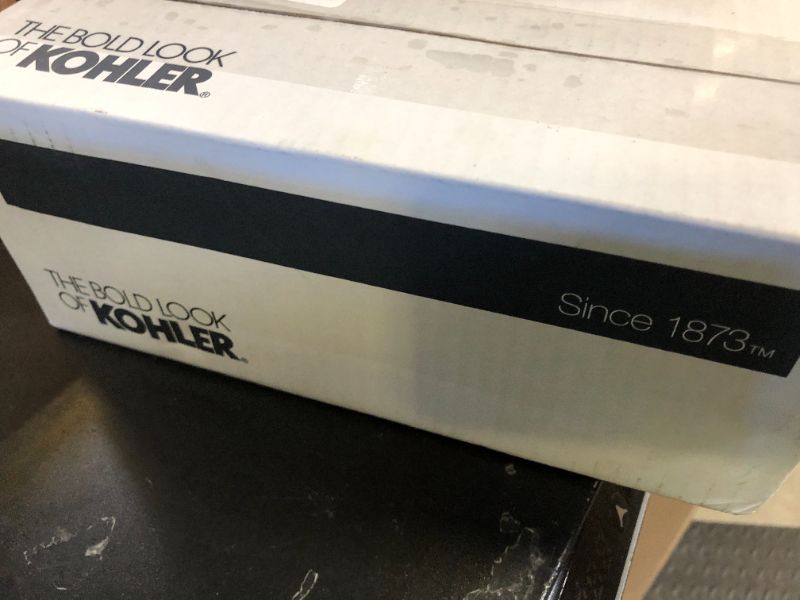 THE BOLD LOOK
OF KOHLER®
Since 1873™
THE BOLD LOOK
OF KOHLER®